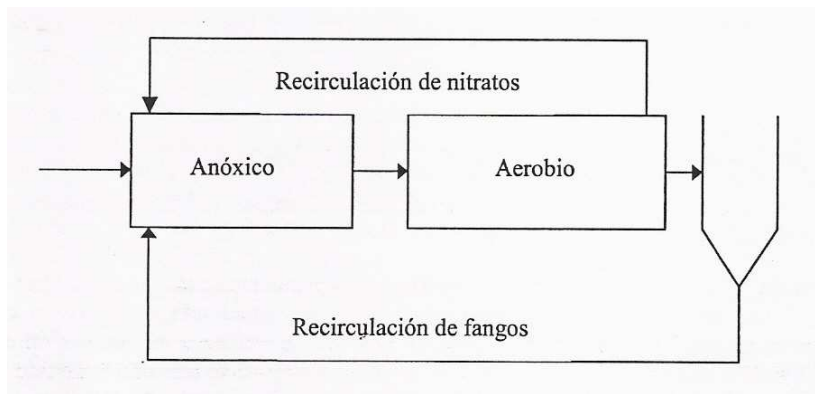 Recirculación de nitratos
Anóxico
Aerobio
Recirculación de fangos